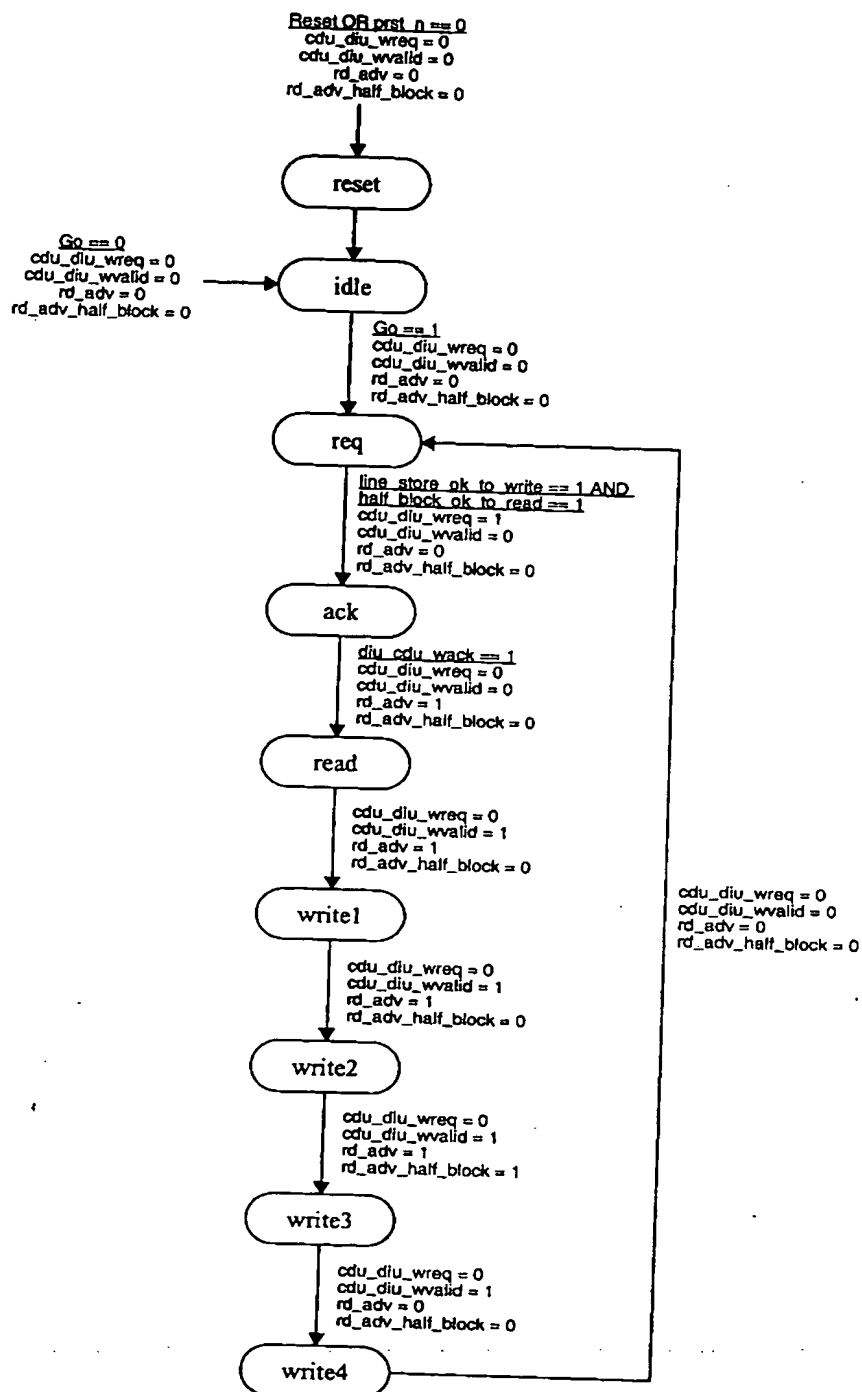 Reset OR prst_n == 0
cdu_diu_wreq = 0
cdu_diu_wvalid = 0
rd_adv = 0
rd_adv_half_block = 0
reset
Go == 0
cdu_diu_wreq = 0
cdu_diu_wvalid = 0
rd_adv = 0
rd_adv_half_block = 0
idle
Go == 1
cdu_diu_wreq = 0
cdu_diu_wvalid = 0
rd_adv = 0
rd_adv_half_block = 0
req
line_store_ok_to_write == 1 AND
half_block_ok_to_read == 1
cdu_diu_wreq = 1
cdu_diu_wvalid = 0
rd_adv = 0
rd_adv_half_block = 0
ack
diu_cdu_wack == 1
cdu_diu_wreq = 0
cdu_diu_wvalid = 0
rd_adv = 1
rd_adv_half_block = 0
read
cdu_diu_wreq = 0
cdu_diu_wvalid = 1
rd_adv = 1
rd_adv_half_block = 0
write1
cdu_diu_wreq = 0
cdu_diu_wvalid = 0
rd_adv = 0
rd_adv_half_block = 0
cdu_diu_wreq = 0
cdu_diu_wvalid = 1
rd_adv = 1
rd_adv_half_block = 0
write2
cdu_diu_wreq = 0
cdu_diu_wvalid = 1
rd_adv = 1
rd_adv_half_block = 1
write3
cdu_diu_wreq = 0
cdu_diu_wvalid = 1
rd_adv = 0
rd_adv_half_block = 0
write4